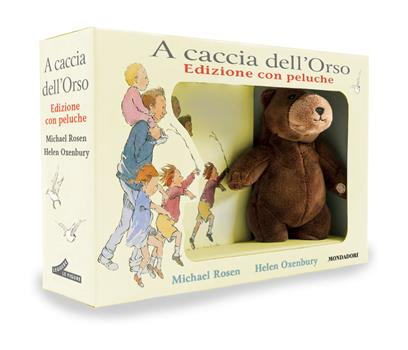 A caccia
dell'Orso
Edizione
con peluche
Michael Rosen
Helen Oxenbury
A caccia dell'Orso
Edizione con peluche
Michael Rosen
Helen Oxenbury
MONDADORI